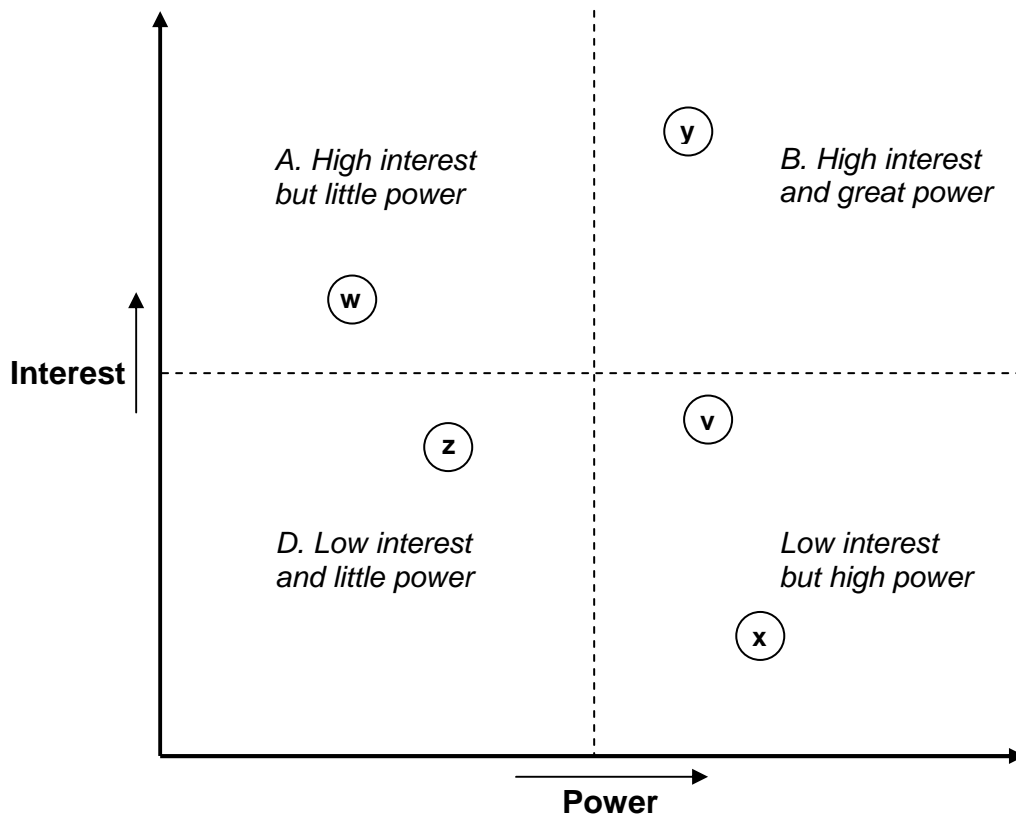 y
A. High interest
but little power
B. High interest
and great power
w
Interest
v
z
D. Low interest
and little power
Low interest
but high power
x
Power